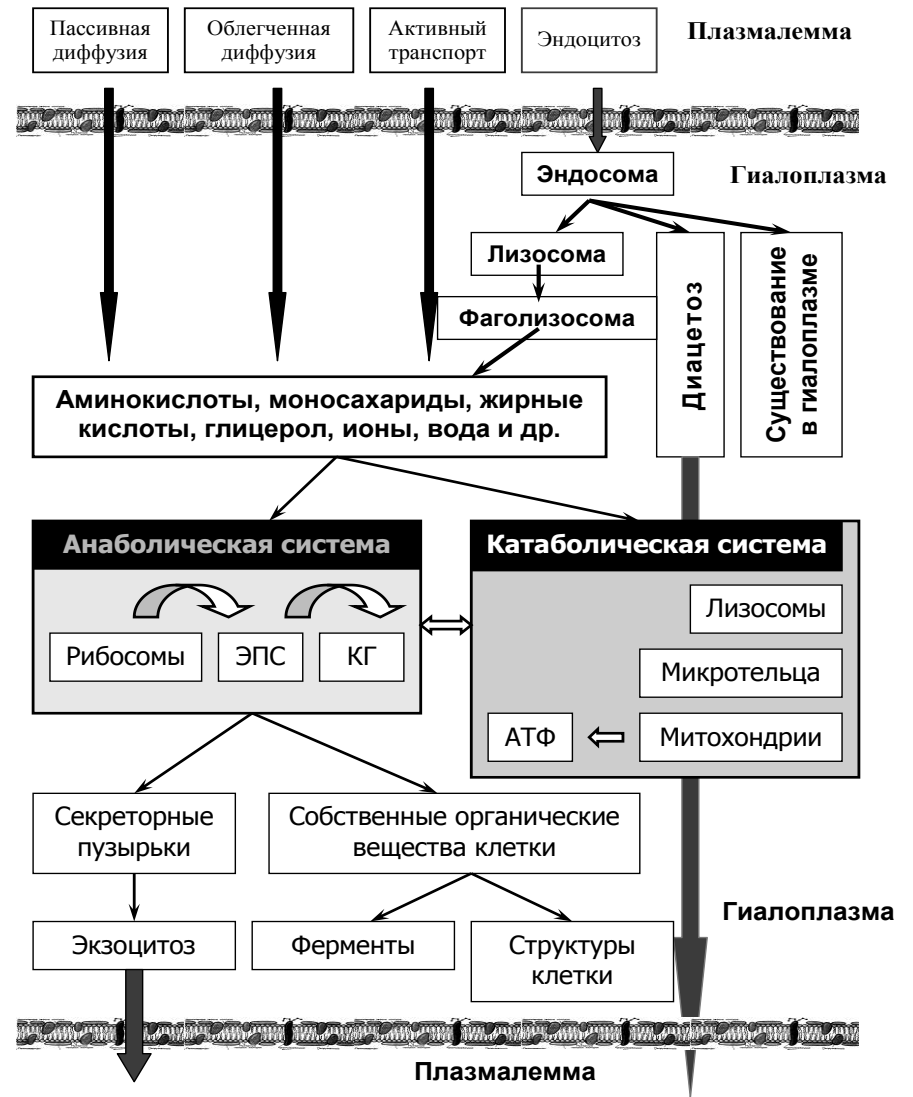 Пассивная
диффузия
Облегченная
диффузия
Активный
транспорт
Эндоцитоз
Плазмалемма
Эндосома
Гиалоплазма
Лизосома
Фаголизосома
Диацетоз
Существование
в гиалоплазме
Аминокислоты, моносахариды, жирные
кислоты, глицерол, ионы, вода и др.
Анаболическая система
Рибосомы
ЭПС
КГ
Катаболическая система
Лизосомы
Микротельца
АТФ
Митохондрии
Секреторные
пузырьки
Собственные органические
вещества клетки
Гиалоплазма
Экзоцитоз
Ферменты
Структуры
клетки
Плазмалемма